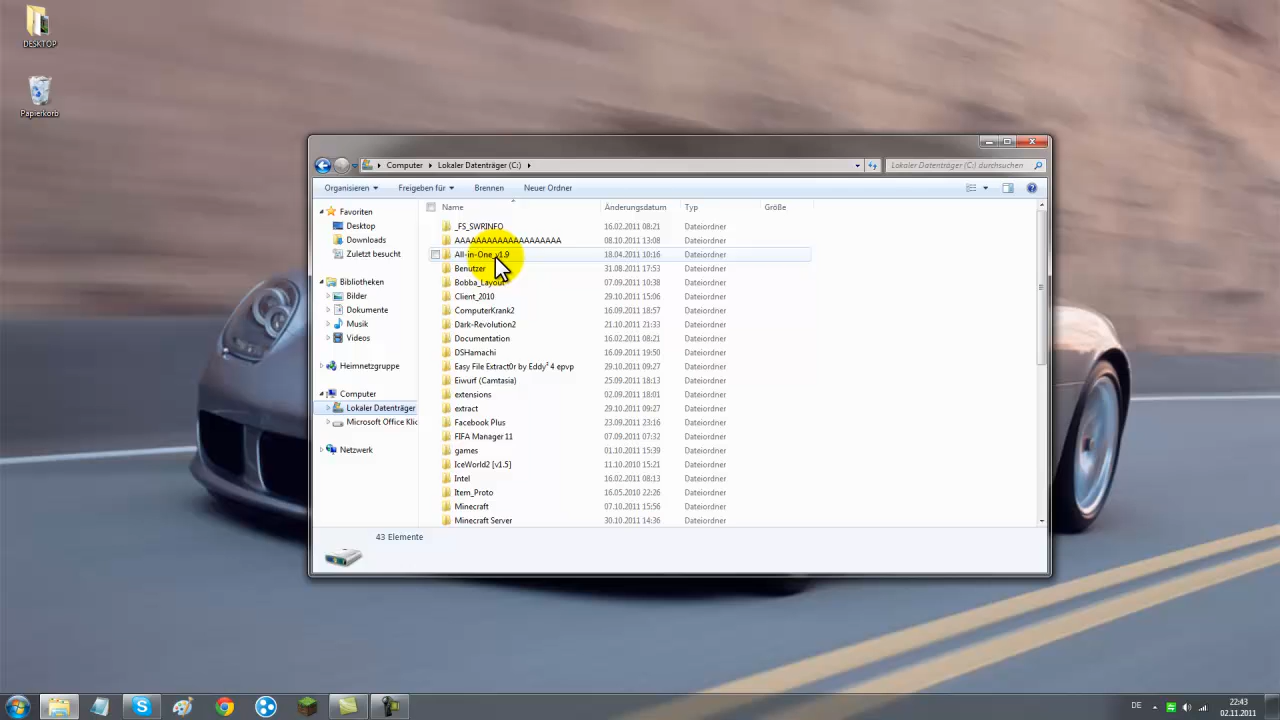 DESKTOP
Papierkorb
Computer Lokaler Datenträger (C:)
Lokaler Datenträger (C:) durchsuchen
Organisieren Freigeben für Brennen Neuer Ordner
Favoriten
Desktop
Downloads
Zuletzt besucht
Bibliotheken
Bilder
Dokumente
Musik
Videos
Heimnetzgruppe
Computer
Lokaler Datenträger
Microsoft Office Klic
Netzwerk
Name Änderungsdatum Typ Größe
_FS_SWRINFO 16.02.2011 08:21 Dateiordner
AAAAAAAAAAAAAAAAAAAA 08.10.2011 13:08 Dateiordner
All-in-One_v1.9 18.04.2011 10:16 Dateiordner
Benutzer 31.08.2011 17:53 Dateiordner
Bobba_Layout 07.09.2011 10:38 Dateiordner
Client_2010 29.10.2011 15:06 Dateiordner
ComputerKrank2 16.09.2011 18:57 Dateiordner
Dark-Revolution2 21.10.2011 21:33 Dateiordner
Documentation 16.02.2011 08:21 Dateiordner
DSHamachi 16.09.2011 19:50 Dateiordner
Easy File Extract0r by Eddy² 4 epvp 29.10.2011 09:27 Dateiordner
Eiwurf (Camtasia) 25.09.2011 18:13 Dateiordner
extensions 02.09.2011 18:01 Dateiordner
extract 29.10.2011 09:27 Dateiordner
Facebook Plus 23.09.2011 23:16 Dateiordner
FIFA Manager 11 07.09.2011 07:32 Dateiordner
games 01.10.2011 15:39 Dateiordner
IceWorld2 [v1.5] 11.10.2010 15:21 Dateiordner
Intel 16.02.2011 08:13 Dateiordner
Item_Proto 16.05.2010 22:26 Dateiordner
Minecraft 07.10.2011 15:56 Dateiordner
Minecraft Server 30.10.2011 14:36 Dateiordner
43 Elemente
DE
22:43
02.11.2011